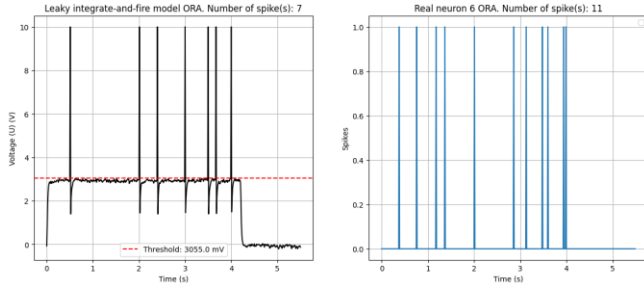 Leaky integrate-and-fire model ORA. Number of spike(s): 7
10
8
6
4
2
0
Voltage (U) (V)
Threshold: 3055.0 mV
0 1 2 3 4 5
Time (s)
Real neuron 6 ORA. Number of spike(s): 11
1.0
0.8
0.6
0.4
0.2
0.0
Spikes
0 1 2 3 4 5
Time (s)